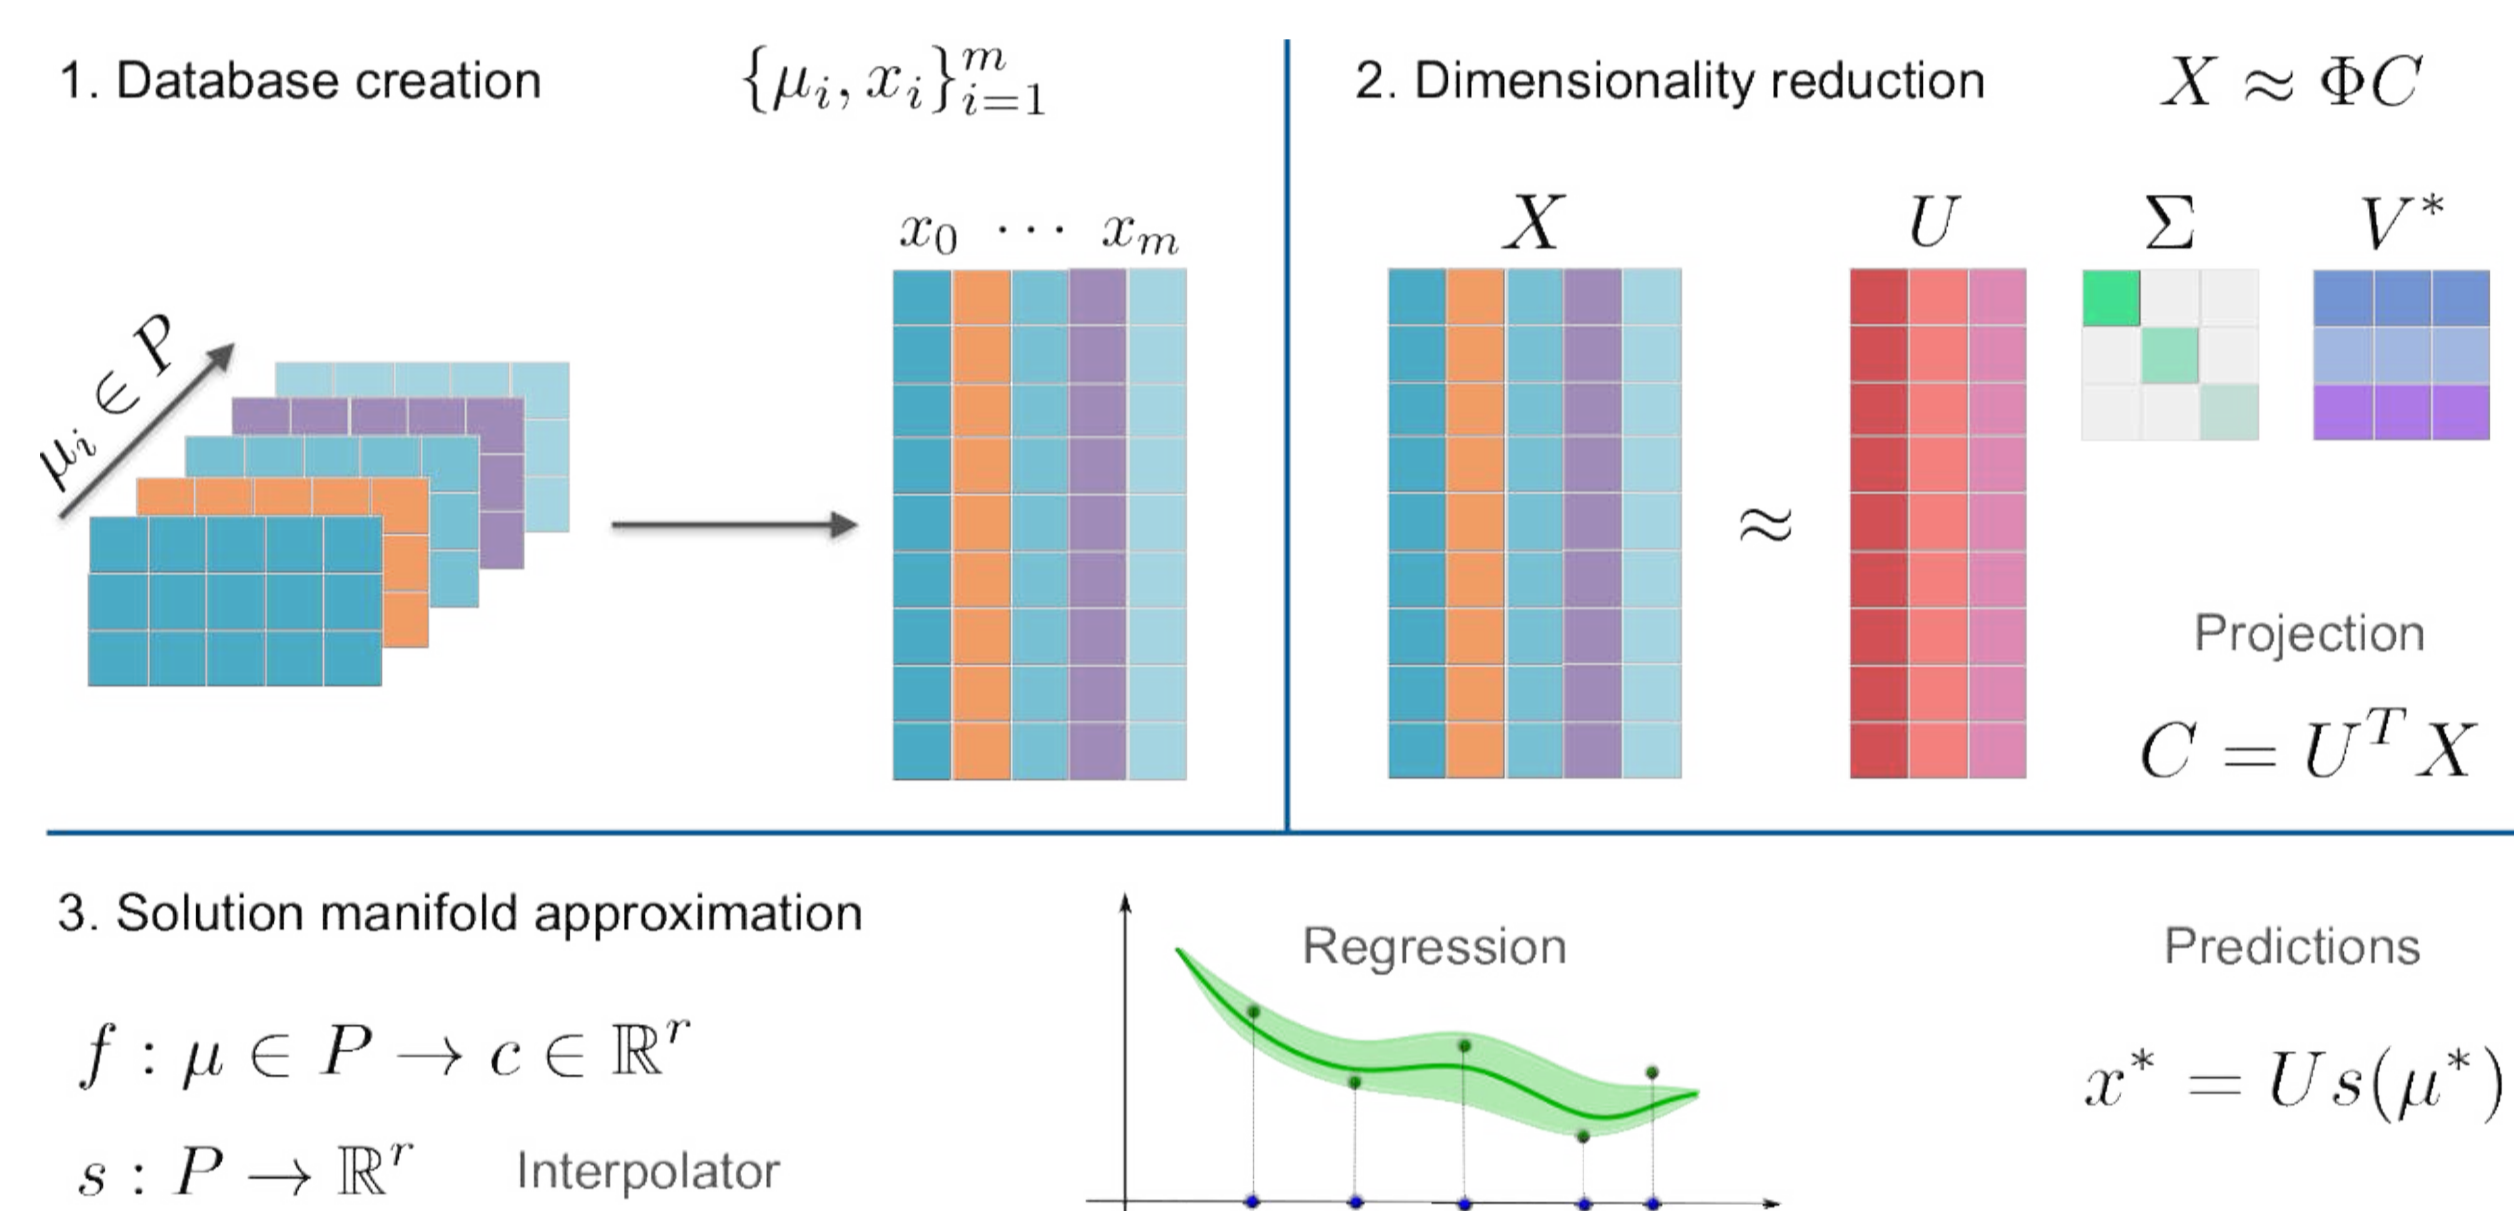 1. Database creation
{μ_i, x_i}_{i=1}^m
x_0 ⋯ x_m
μ_i ∈ P
2. Dimensionality reduction
X ≈ ΦC
X
≈
U
Σ
V*
Projection
C = U^T X
3. Solution manifold approximation
f : μ ∈ P → c ∈ ℝ^r
s : P → ℝ^r
Interpolator
Regression
Predictions
x* = Us(μ*)